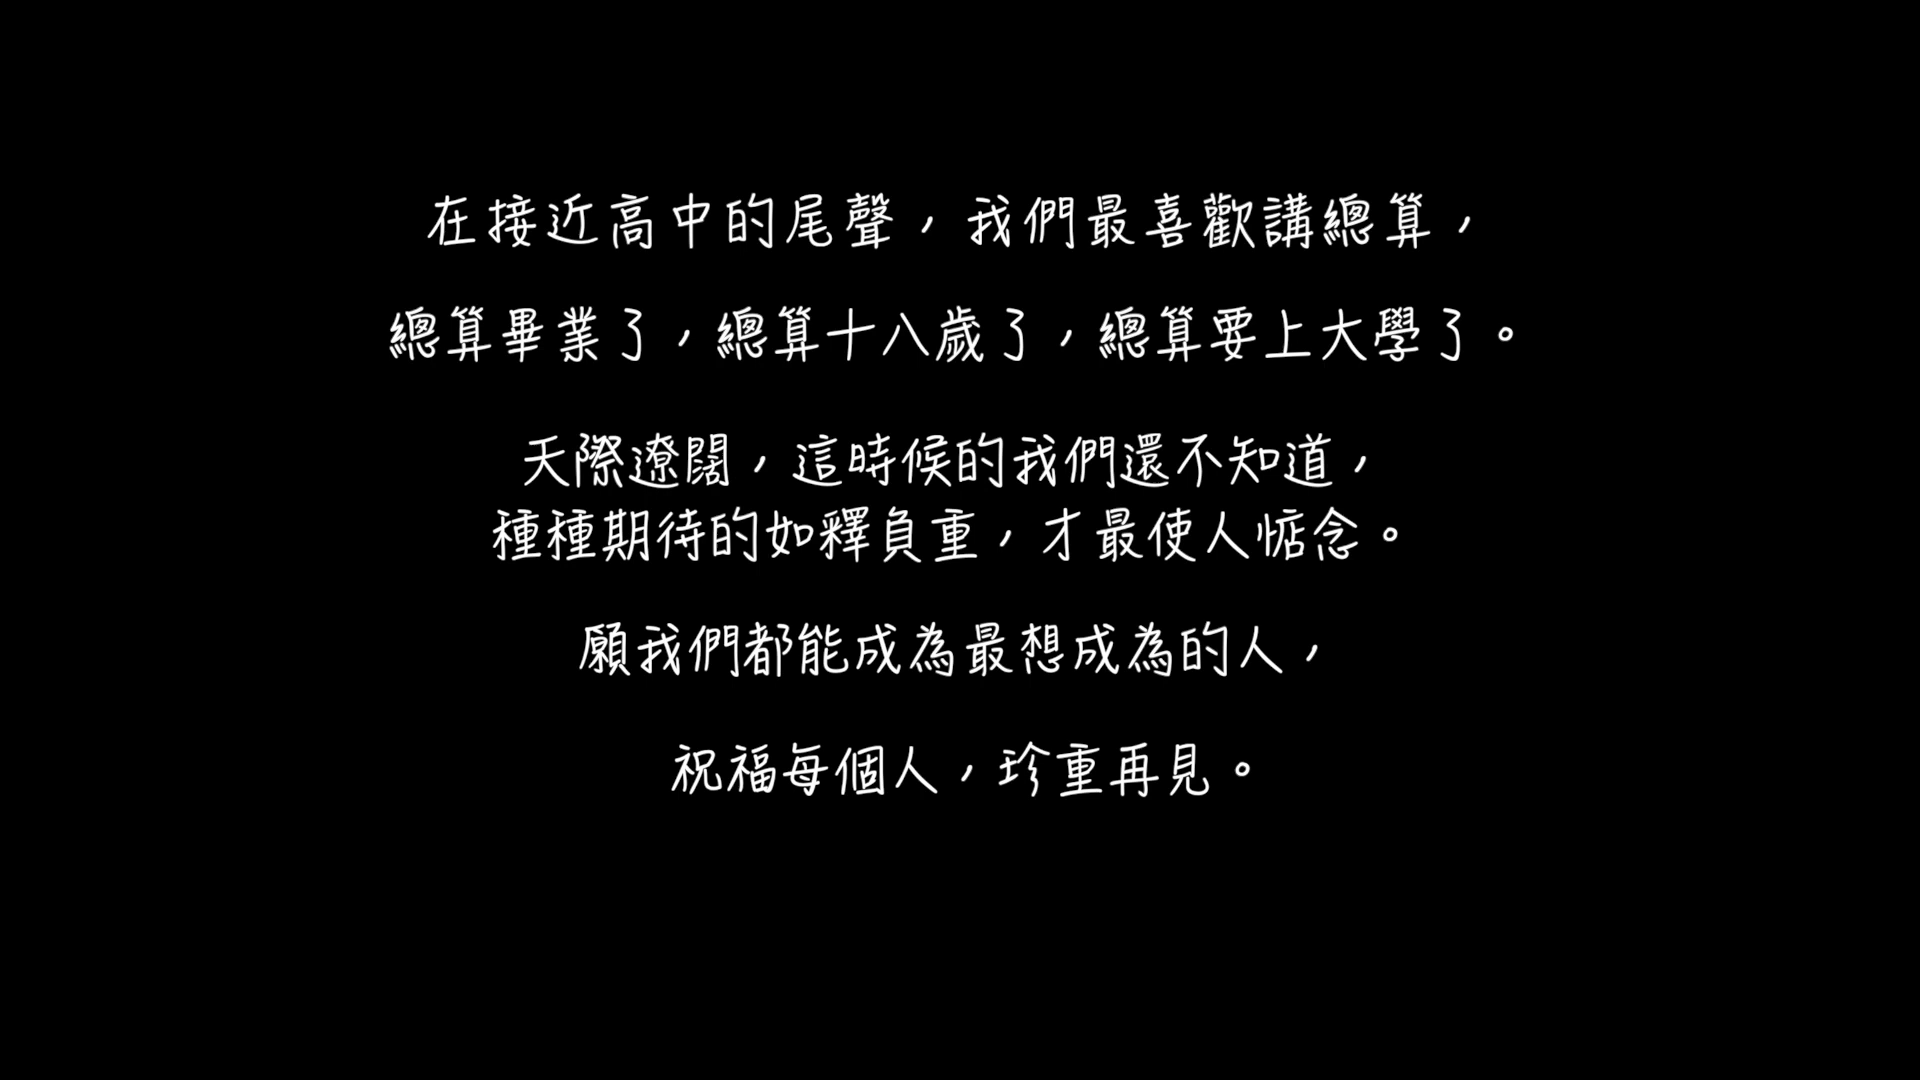 在接近高中的尾聲，我們最喜歡講總算，
總算畢業了，總算十八歲了，總算要上大學了。
天際遼闊，這時候的我們還不知道，
種種期待的如釋負重，才最使人惦念。
願我們都能成為最想成為的人，
祝福每個人，珍重再見。